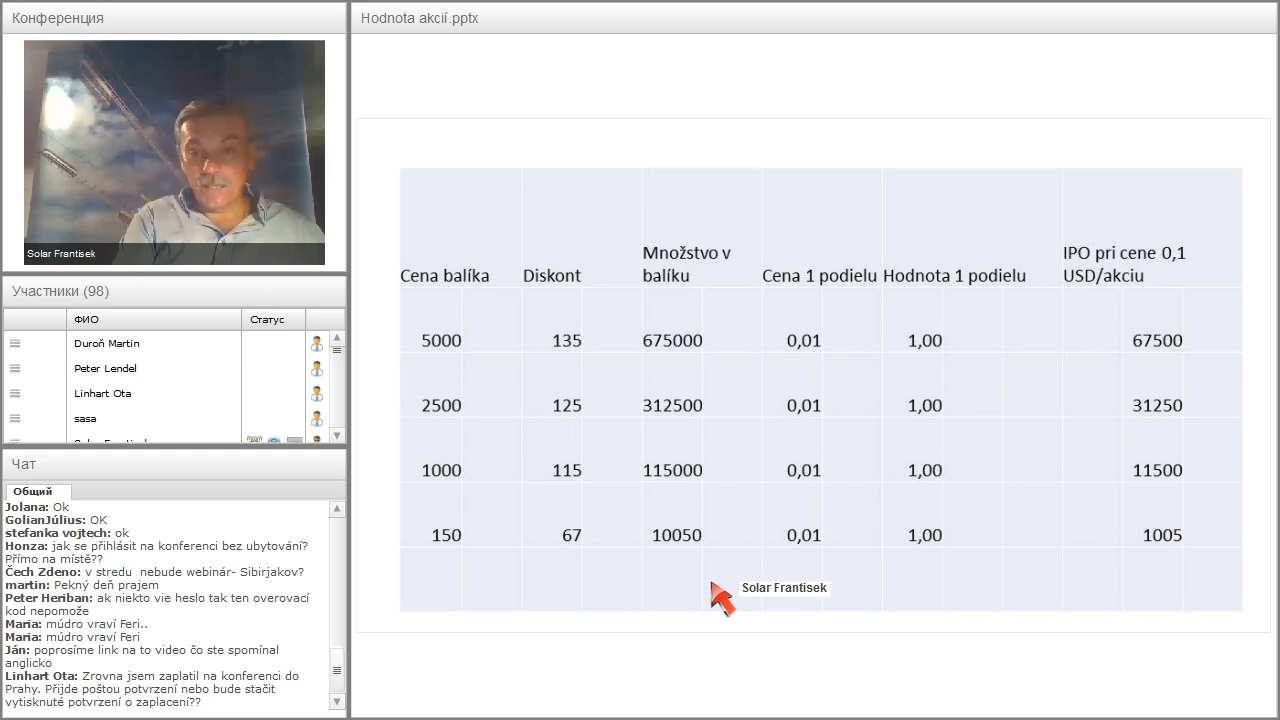 Конференция
Solar Frantisek
Участники (98)
ФИО Статус
Duroň Martin
Peter Lendel
Linhart Ota
sasa
Чат
Общий
Jolana: Ok
GolianJúlius: OK
stefanka vojtech: ok
Honza: jak se přihlásit na konferenci bez ubytování?
Přímo na místě??
Čech Zdeno: v stredu nebude webinár- Sibirjakov?
martin: Pekný deň prajem
Peter Heriban: ak niekto vie heslo tak ten overovací
kod nepomože
Maria: múdro vraví Feri..
Maria: múdro vraví Feri
Ján: poprosíme link na to video čo ste spomínal
anglicko
Linhart Ota: Zrovna jsem zaplatil na konferenci do
Prahy. Přijde poštou potvrzení nebo bude stačit
vytisknuté potvrzení o zaplacení??
Hodnota akcií.pptx
Cena balíka Diskont Množstvo v balíku Cena 1 podielu Hodnota 1 podielu IPO pri cene 0,1 USD/akciu
5000 135 675000 0,01 1,00 67500
2500 125 312500 0,01 1,00 31250
1000 115 115000 0,01 1,00 11500
150 67 10050 0,01 1,00 1005
Solar Frantisek